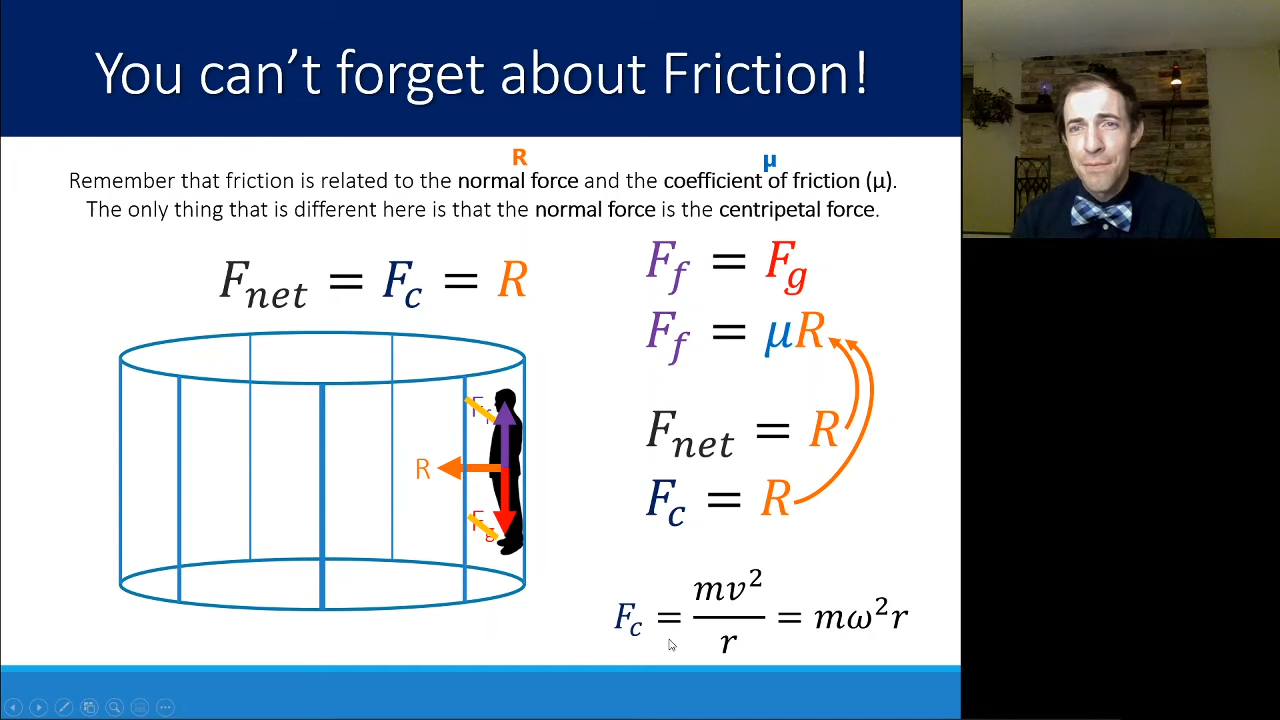 You can't forget about Friction!
R
μ
Remember that friction is related to the normal force and the coefficient of friction (μ).
The only thing that is different here is that the normal force is the centripetal force.
F_net = F_c = R
F_f = F_g
F_f = μR
F_net = R
F_c = R
F_f
R
F_g
F_c = mv²/r = mω²r